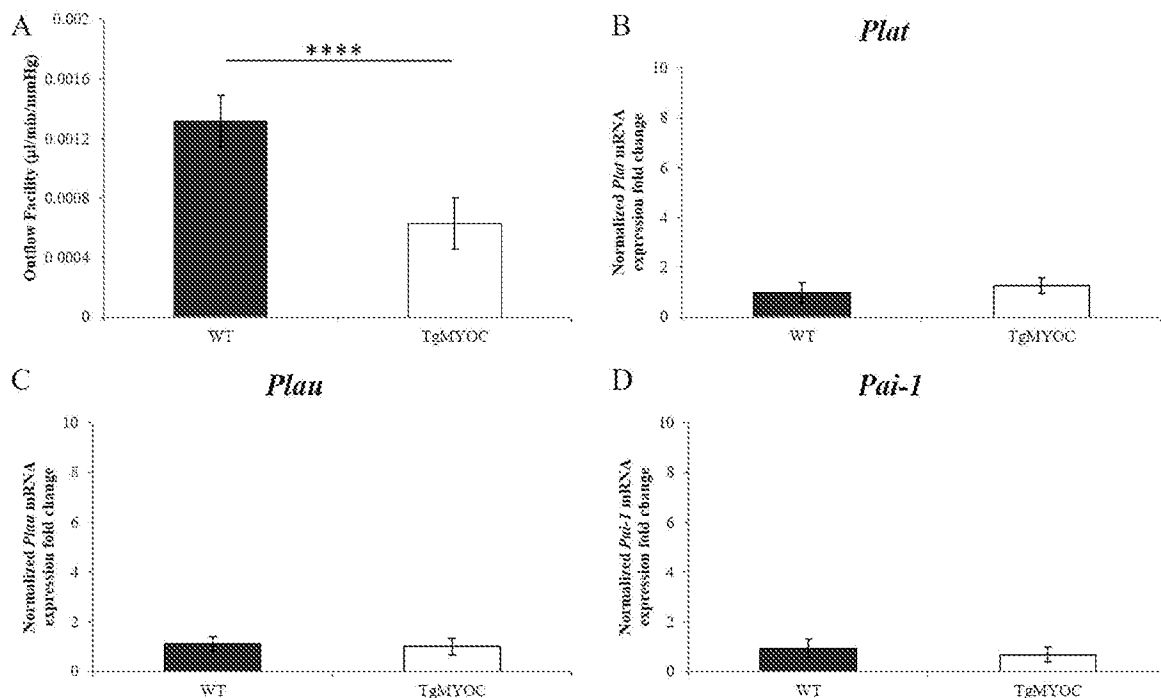 A
0.002
0.0016
0.0012
0.0008
0.0004
0
Outflow Facility (µl/min/mmHg)
****
WT
TgMYOC
B
Plat
10
8
6
4
2
0
Normalized Plat mRNA
expression fold change
WT
TgMYOC
C
Plau
10
8
6
4
2
0
Normalized Plau mRNA
expression fold change
WT
TgMYOC
D
Pai-1
10
8
6
4
2
0
Normalized Pai-1 mRNA
expression fold change
WT
TgMYOC